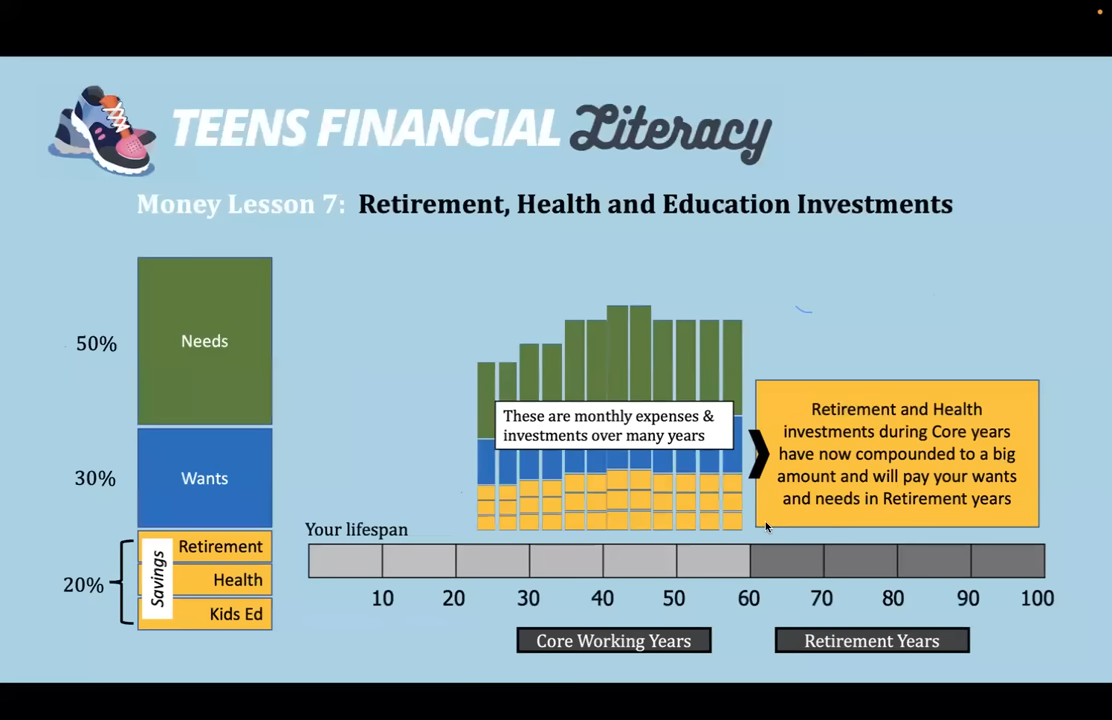 TEENS FINANCIAL Literacy
Money Lesson 7: Retirement, Health and Education Investments
50%
Needs
30%
Wants
20%
Savings
Retirement
Health
Kids Ed
These are monthly expenses &
investments over many years
Retirement and Health
investments during Core years
have now compounded to a big
amount and will pay your wants
and needs in Retirement years
Your lifespan
10 20 30 40 50 60 70 80 90 100
Core Working Years
Retirement Years